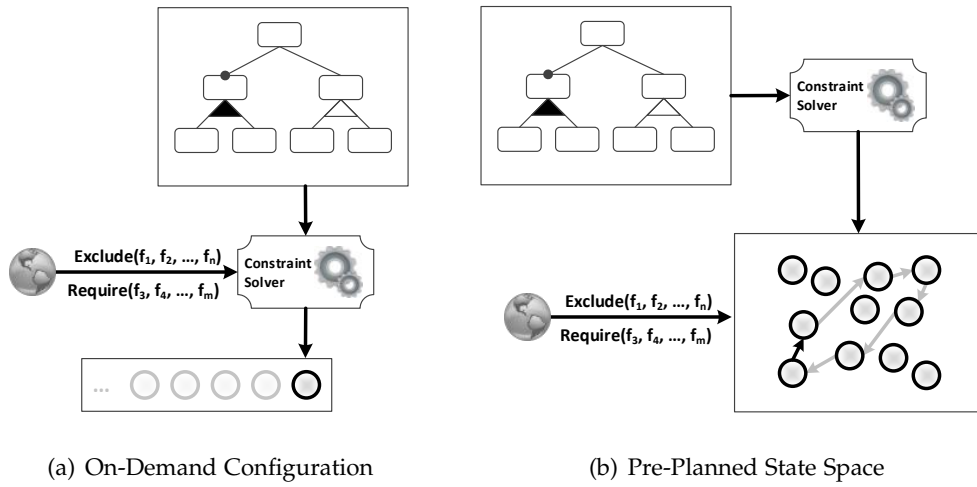 Constraint
Solver
Exclude(f1, f2, ..., fn)
Require(f3, f4, ..., fm)
Constraint
Solver
...
(a) On-Demand Configuration
Exclude(f1, f2, ..., fn)
Require(f3, f4, ..., fm)
(b) Pre-Planned State Space